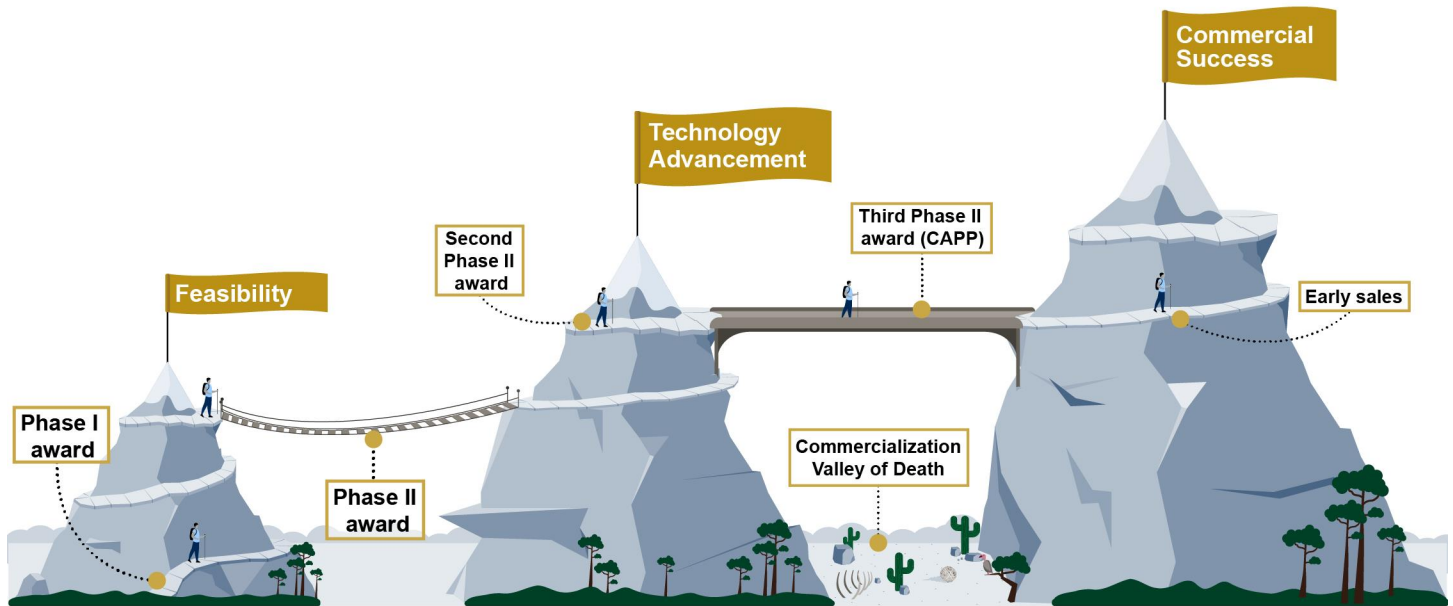 Commercial
Success
Technology
Advancement
Third Phase II
award (CAPP)
Second
Phase II
award
Feasibility
Early sales
Phase I
award
Commercialization
Valley of Death
Phase II
award